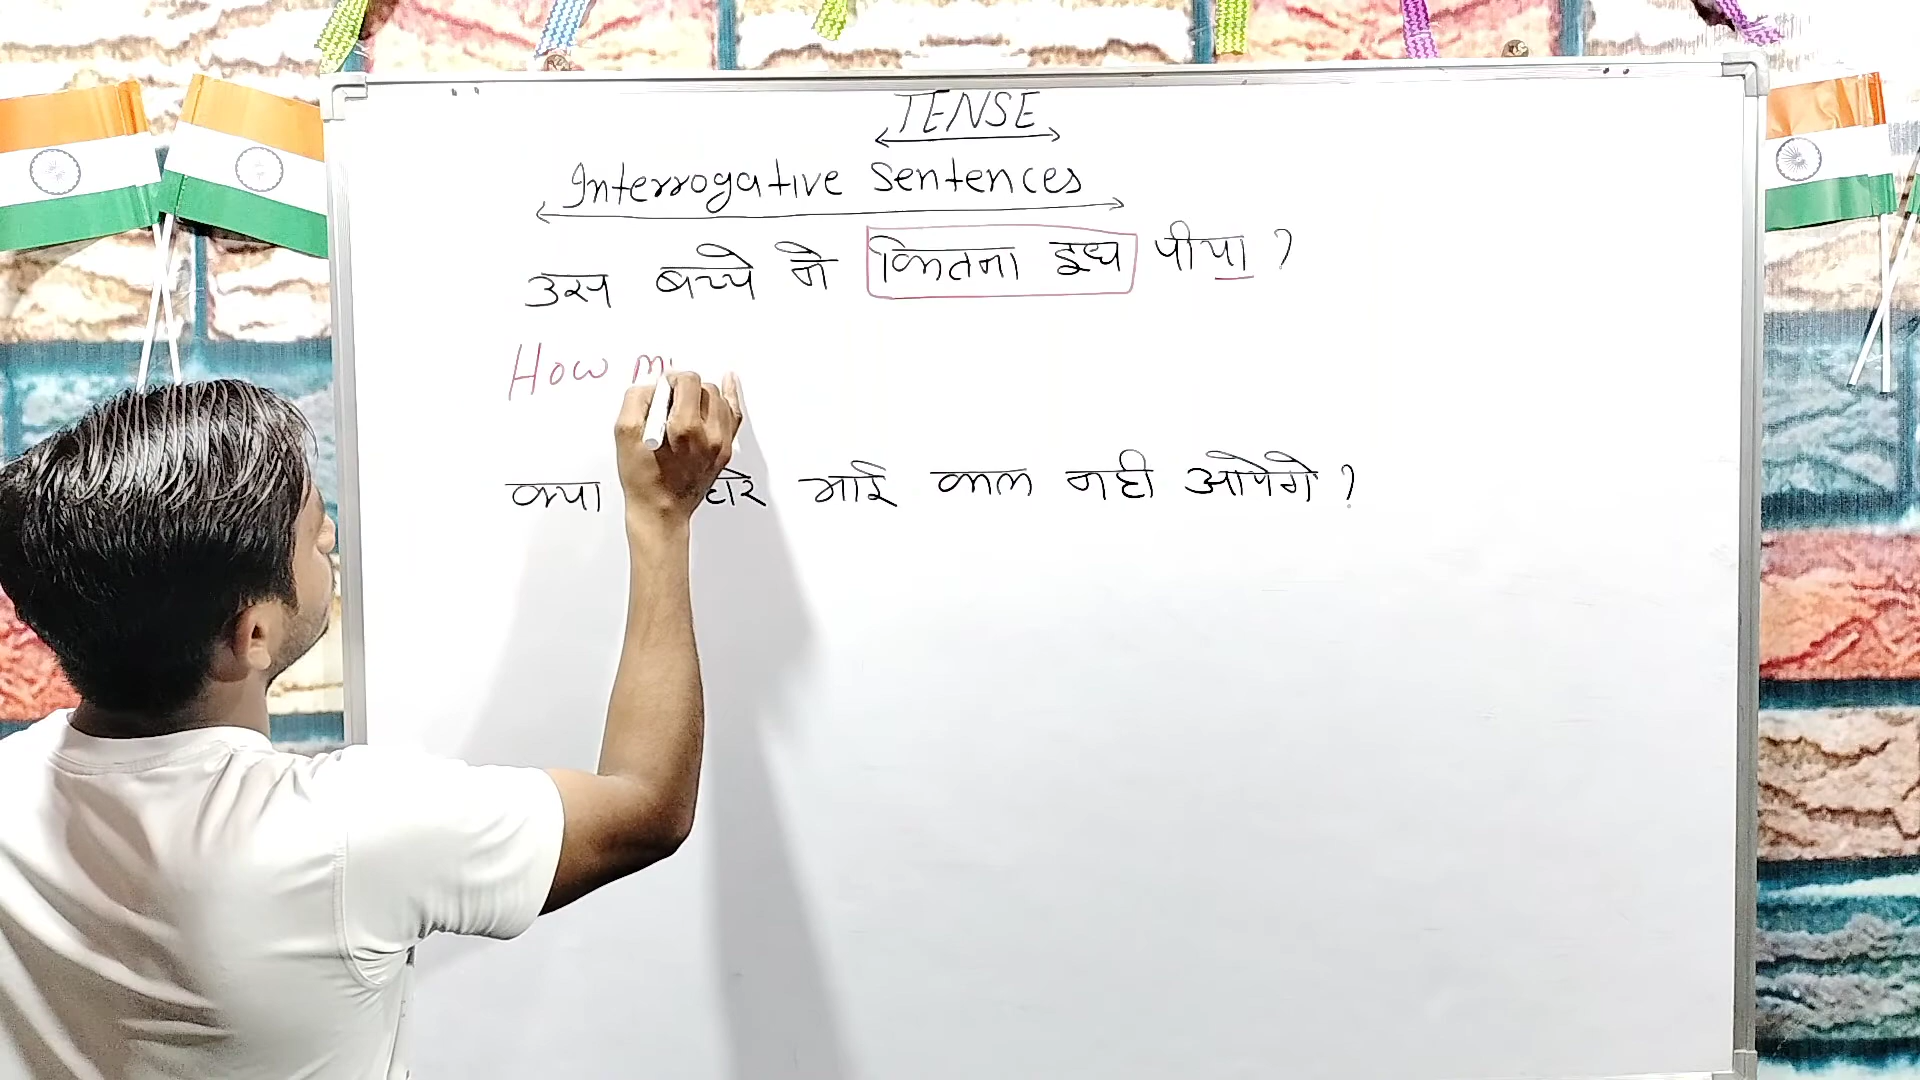 TENSE
Interrogative Sentences
उस बच्चे ने कितना दुध पीया ?
How
क्या भाई कल नही आयेगे ?